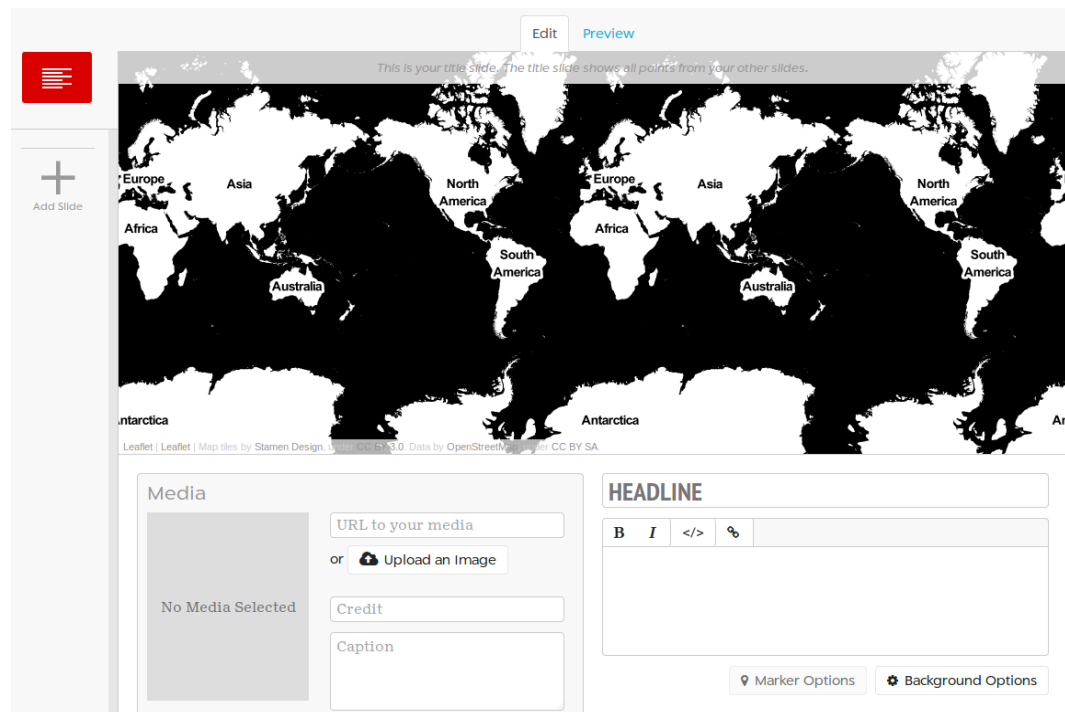 Edit Preview
This is your title slide. The title slide shows all points from your other slides.
Add Slide
Europe Asia North America Europe Asia North America
Africa Africa
South America South America
Australia Australia
Antarctica Antarctica
Leaflet | Leaflet | Map tiles by Stamen Design, under CC BY 3.0. Data by OpenStreetMap, under CC BY SA.
Media
URL to your media
or Upload an Image
No Media Selected
Credit
Caption
HEADLINE
B I </>
Marker Options Background Options